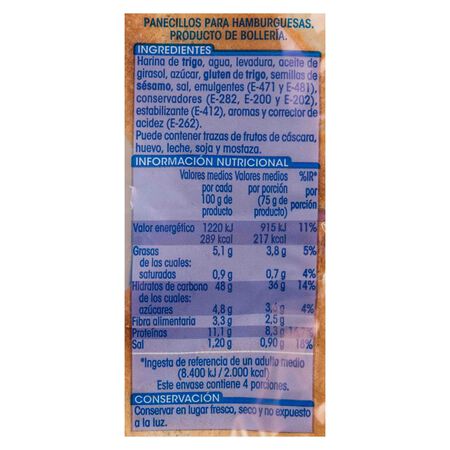 PANECILLOS PARA HAMBURGUESAS.
PRODUCTO DE BOLLERÍA.
INGREDIENTES
Harina de trigo, agua, levadura, aceite de
girasol, azúcar, gluten de trigo, semillas de
sésamo, sal, emulgentes (E-471 y E-481),
conservadores (E-282, E-200 y E-202),
estabilizante (E-412), aromas y corrector de
acidez (E-262).
Puede contener trazas de frutos de cáscara,
huevo, leche, soja y mostaza.
INFORMACIÓN NUTRICIONAL
Valores medios Valores medios %IR*
por cada por porción por
100 g de (75 g de porción
producto producto)
Valor energético 1220 kJ 915 kJ 11%
289 kcal 217 kcal
Grasas 5,1 g 3,8 g 5%
de las cuales:
saturadas 0,9 g 0,7 g 4%
Hidratos de carbono 48 g 36 g 14%
de los cuales:
azúcares 4,8 g g 4%
Fibra alimentaria 3,3 g 2,5 g
Proteínas 11,1 g 8,3 g
Sal 1,20 g 0,90 g 18%
*Ingesta de referencia de un adulto medio
(8.400 kJ / 2.000 kcal)
Este envase contiene 4 porciones.
CONSERVACIÓN
Conservar en lugar fresco, seco y no expuesto
a la luz.